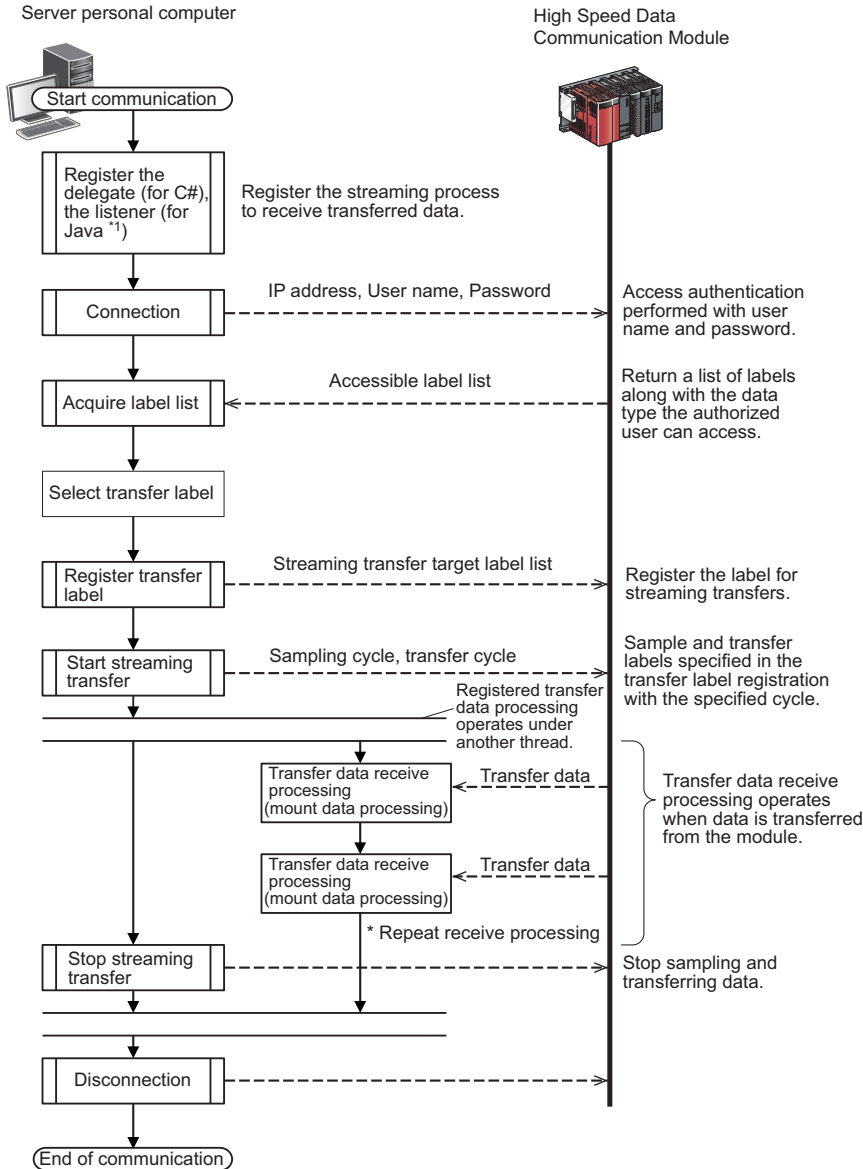 Server personal computer
High Speed Data
Communication Module
Start communication
Register the
delegate (for C#),
the listener (for
Java *1)
Register the streaming process
to receive transferred data.
Connection
IP address, User name, Password
Access authentication
performed with user
name and password.
Acquire label list
Accessible label list
Return a list of labels
along with the data
type the authorized
user can access.
Select transfer label
Register transfer
label
Streaming transfer target label list
Register the label for
streaming transfers.
Start streaming
transfer
Sampling cycle, transfer cycle
Sample and transfer
labels specified in the
transfer label registration
with the specified cycle.
Registered transfer
data processing
operates under
another thread.
Transfer data receive
processing
(mount data processing)
Transfer data
Transfer data receive
processing operates
when data is transferred
from the module.
Transfer data receive
processing
(mount data processing)
Transfer data
* Repeat receive processing
Stop streaming
transfer
Stop sampling and
transferring data.
Disconnection
End of communication